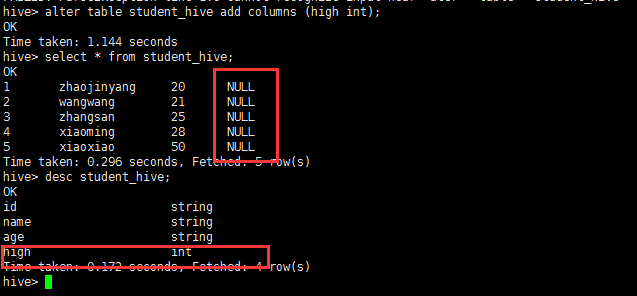 hive> alter table student_hive add columns (high int);
OK
Time taken: 1.144 seconds
hive> select * from student_hive;
OK
1 zhaojinyang 20 NULL
2 wangwang 21 NULL
3 zhangsan 25 NULL
4 xiaoming 28 NULL
5 xiaoxiao 50 NULL
Time taken: 0.296 seconds, Fetched: 5 row(s)
hive> desc student_hive;
OK
id string
name string
age string
high int
Time taken: 0.172 seconds, Fetched: 4 row(s)
hive>